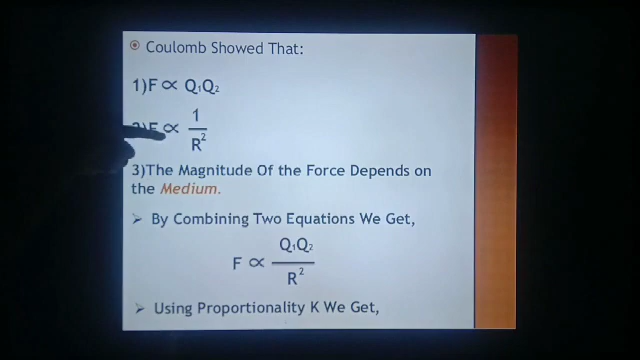 Coulomb Showed That:
1)F ∝ Q₁Q₂
2)F ∝ 1/R²
3)The Magnitude Of the Force Depends on
the Medium.
➢ By Combining Two Equations We Get,
F ∝ Q₁Q₂/R²
➢ Using Proportionality K We Get,